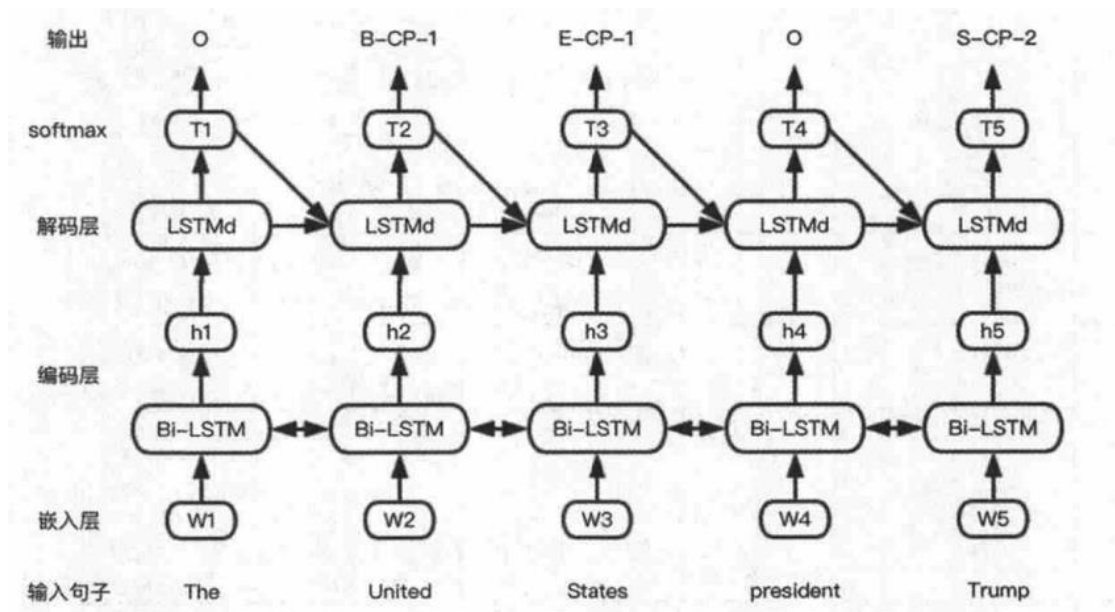 输出 O B-CP-1 E-CP-1 O S-CP-2
softmax T1 T2 T3 T4 T5
解码层 LSTMd LSTMd LSTMd LSTMd LSTMd
h1 h2 h3 h4 h5
编码层
Bi-LSTM Bi-LSTM Bi-LSTM Bi-LSTM Bi-LSTM
嵌入层 W1 W2 W3 W4 W5
输入句子 The United States president Trump